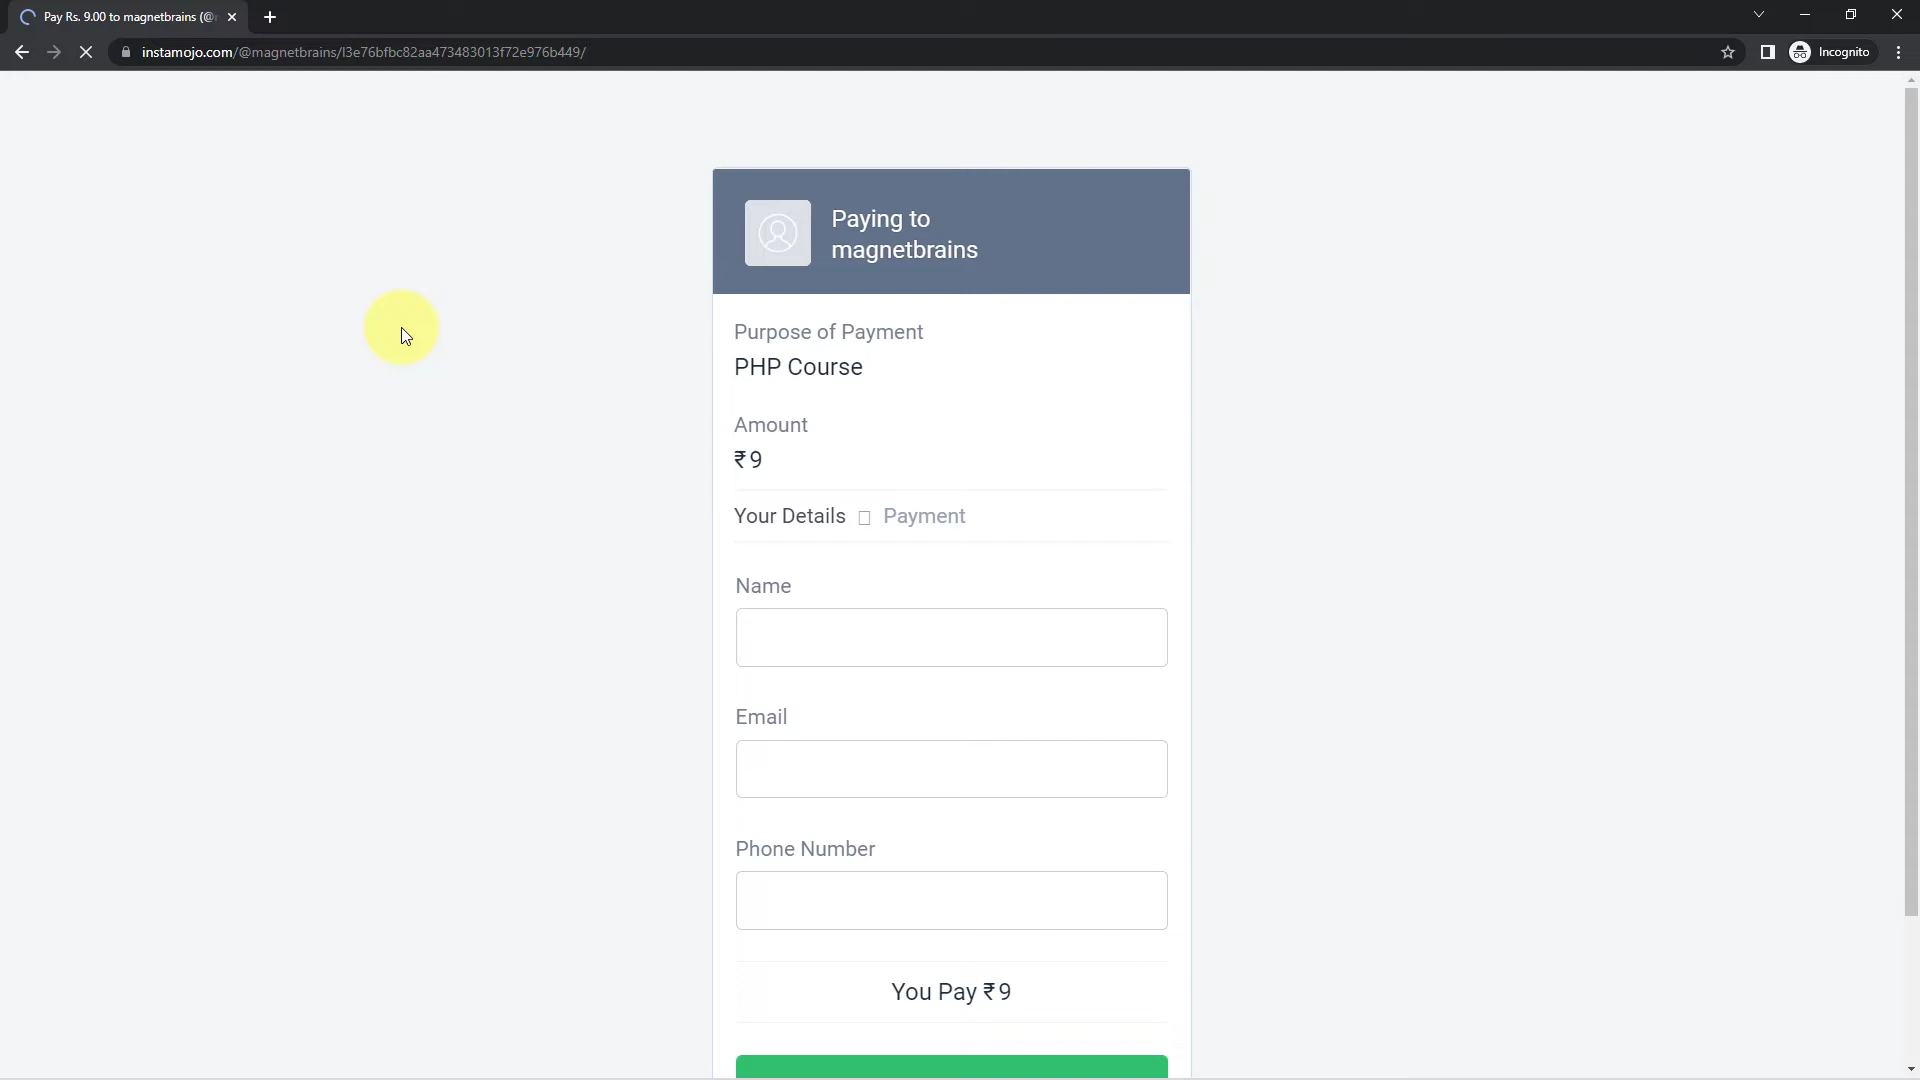 Pay Rs. 9.00 to magnetbrains (@
instamojo.com/@magnetbrains/l3e76bfbc82aa473483013f72e976b449/
Incognito
Paying to
magnetbrains
Purpose of Payment
PHP Course
Amount
₹9
Your Details Payment
Name
Email
Phone Number
You Pay ₹9